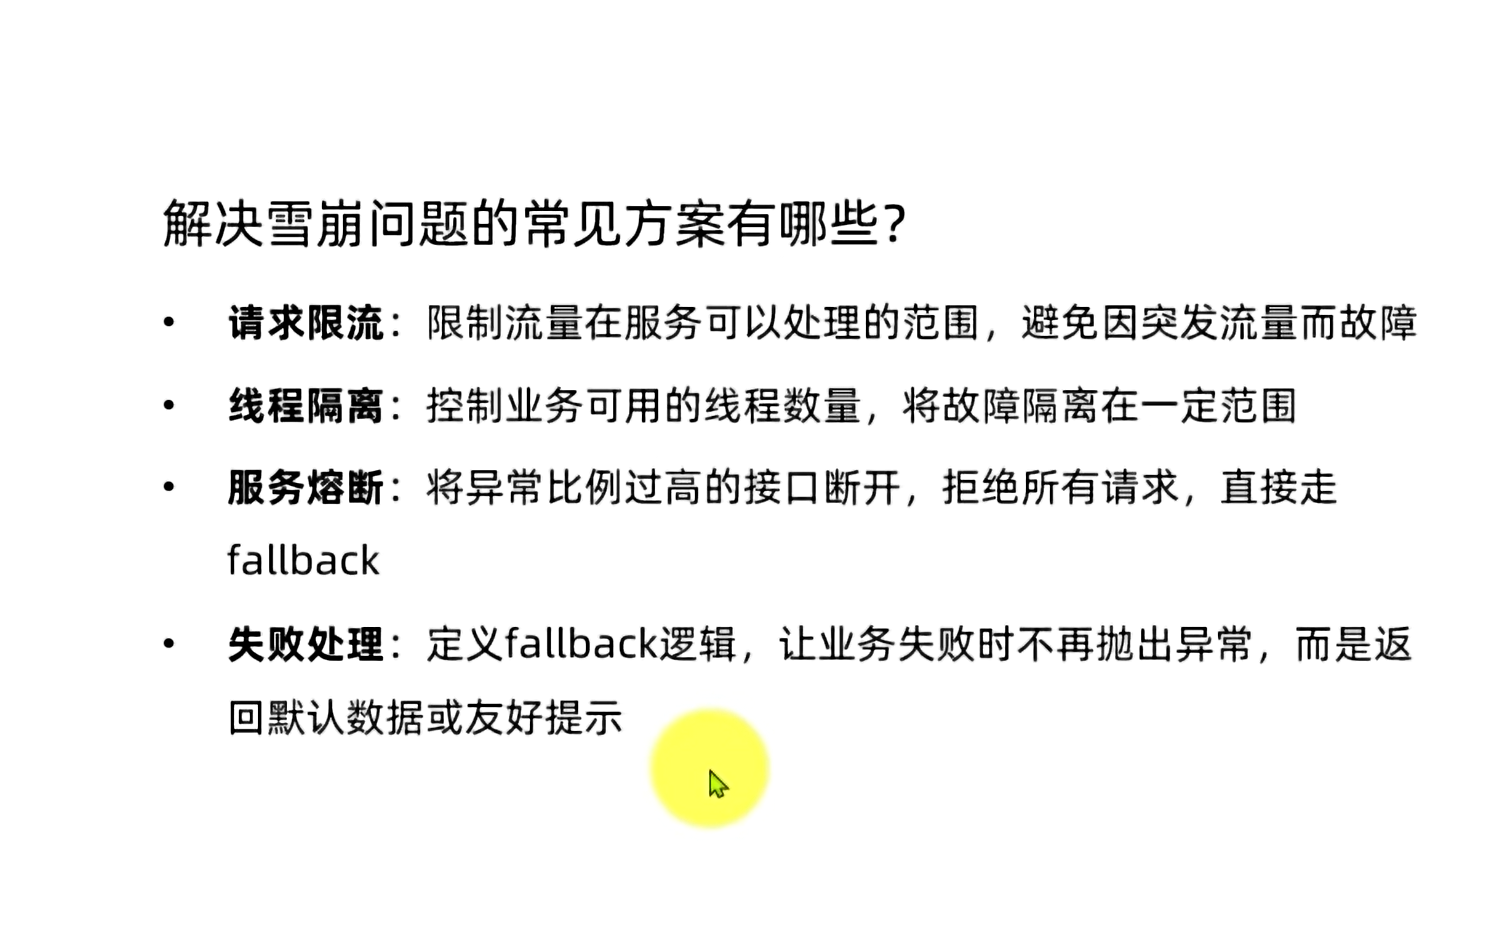 解决雪崩问题的常见方案有哪些?
• 请求限流：限制流量在服务可以处理的范围，避免因突发流量而故障
• 线程隔离：控制业务可用的线程数量，将故障隔离在一定范围
• 服务熔断：将异常比例过高的接口断开，拒绝所有请求，直接走
fallback
• 失败处理：定义fallback逻辑，让业务失败时不再抛出异常，而是返
回默认数据或友好提示